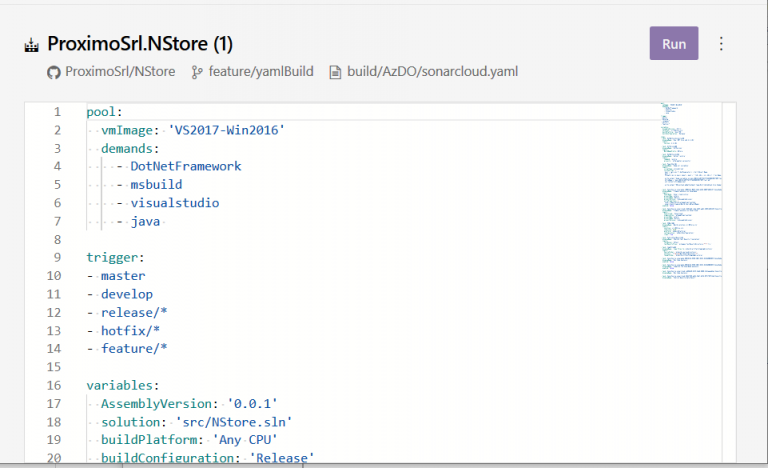 ProximoSrl.NStore (1)
Run
ProximoSrl/NStore feature/yamlBuild build/AzDO/sonarcloud.yaml
1 pool:
2 vmImage: 'VS2017-Win2016'
3 demands:
4 - DotNetFramework
5 - msbuild
6 - visualstudio
7 - java
8
9 trigger:
10 - master
11 - develop
12 - release/*
13 - hotfix/*
14 - feature/*
15
16 variables:
17 AssemblyVersion: '0.0.1'
18 solution: 'src/NStore.sln'
19 buildPlatform: 'Any CPU'
20 buildConfiguration: 'Release'